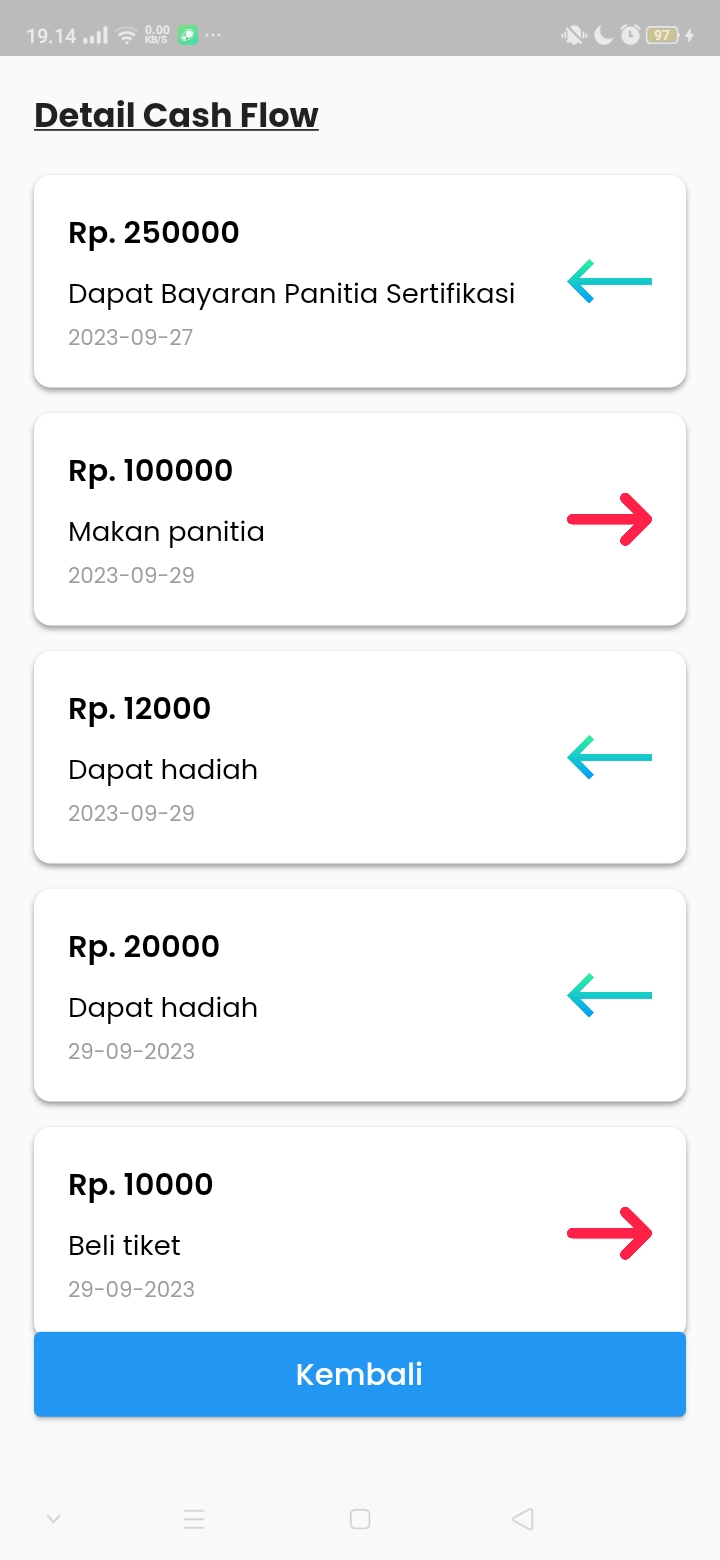 19.14 0.00 KB/S ... 97
Detail Cash Flow
Rp. 250000
Dapat Bayaran Panitia Sertifikasi
2023-09-27
Rp. 100000
Makan panitia
2023-09-29
Rp. 12000
Dapat hadiah
2023-09-29
Rp. 20000
Dapat hadiah
29-09-2023
Rp. 10000
Beli tiket
29-09-2023
Kembali